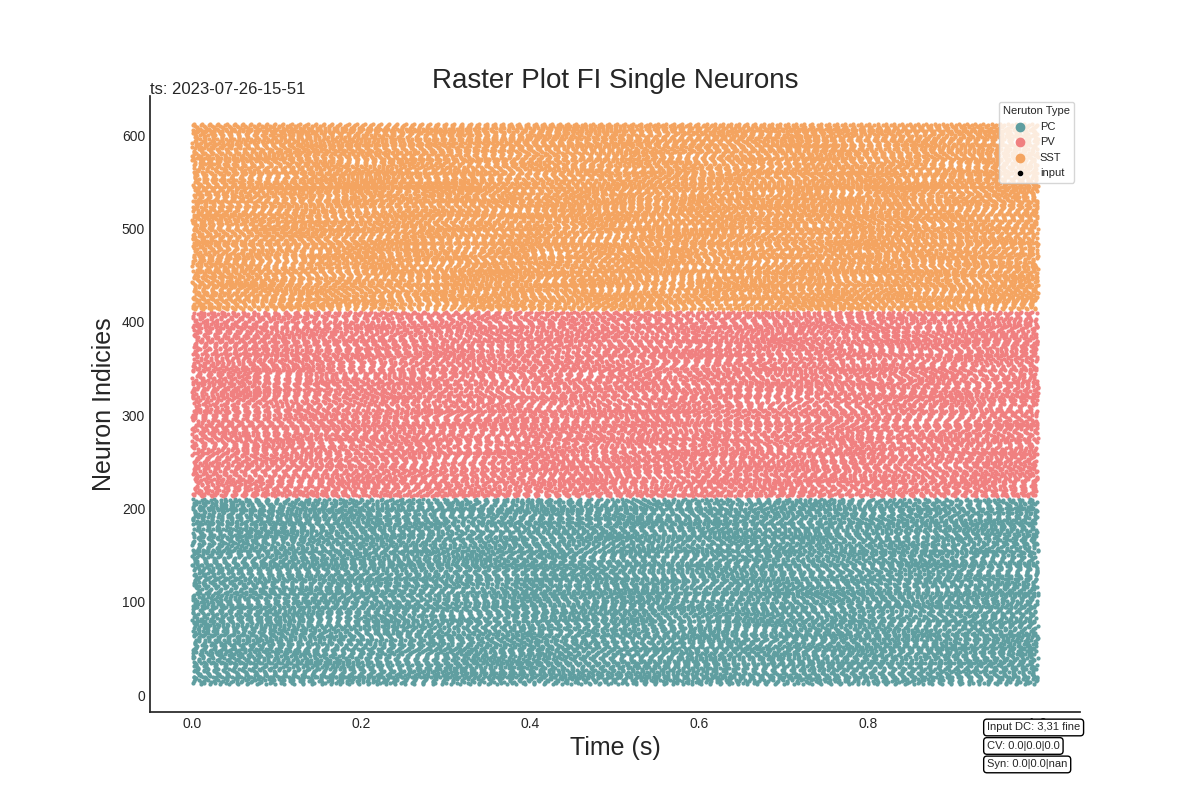 Raster Plot FI Single Neurons
ts: 2023-07-26-15-51
Neruton Type
PC
PV
SST
input
Neuron Indicies
600
500
400
300
200
100
0
0.0
0.2
0.4
0.6
0.8
Time (s)
Input DC: 3,31 fine
CV: 0.0|0.0|0.0
Syn: 0.0|0.0|nan